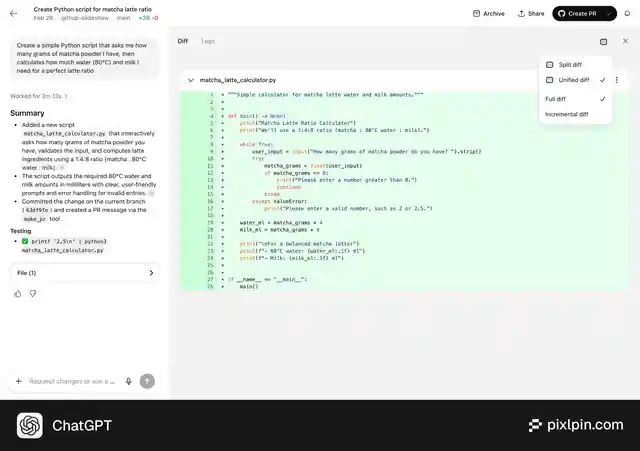 Create Python script for matcha latte ratio
Feb 28 · github-slideshow · main · +28 -0
Archive
Share
Create PR
Create a simple Python script that asks me how many grams of matcha powder I have, then calculates how much water (80°C) and milk I need for a perfect latte ratio
Worked for 2m 13s
Summary
Added a new script
matcha_latte_calculator.py that interactively
asks how many grams of matcha powder you
have, validates the input, and computes latte
ingredients using a 1:4:8 ratio (matcha : 80°C
water : milk).
The script outputs the required 80°C water and
milk amounts in milliliters with clear, user-friendly
prompts and error handling for invalid entries.
Committed the change on the current branch
(63df9fe) and created a PR message via the
make_pr tool.
Testing
printf '2.5\n' | python3
matcha_latte_calculator.py
File (1)
Request changes or ask a ...
Diff
Logs
Split diff
Unified diff
Full diff
Incremental diff
matcha_latte_calculator.py
1 + """Simple calculator for matcha latte water and milk amounts."""
2 +
3 +
4 + def main() -> None:
5 + print("Matcha Latte Ratio Calculator")
6 + print("We'll use a 1:4:8 ratio (matcha : 80°C water : milk).")
7 +
8 + while True:
9 + user_input = input("How many grams of matcha powder do you have? ").strip()
10 + try:
11 + matcha_grams = float(user_input)
12 + if matcha_grams <= 0:
13 + print("Please enter a number greater than 0.")
14 + continue
15 + break
16 + except ValueError:
17 + print("Please enter a valid number, such as 2 or 2.5.")
18 +
19 + water_ml = matcha_grams * 4
20 + milk_ml = matcha_grams * 8
21 +
22 + print("\nFor a balanced matcha latte:")
23 + print(f"- 80°C water: {water_ml:.1f} ml")
24 + print(f"- Milk: {milk_ml:.1f} ml")
25 +
26 +
27 + if __name__ == "__main__":
28 + main()
ChatGPT
pixlpin.com